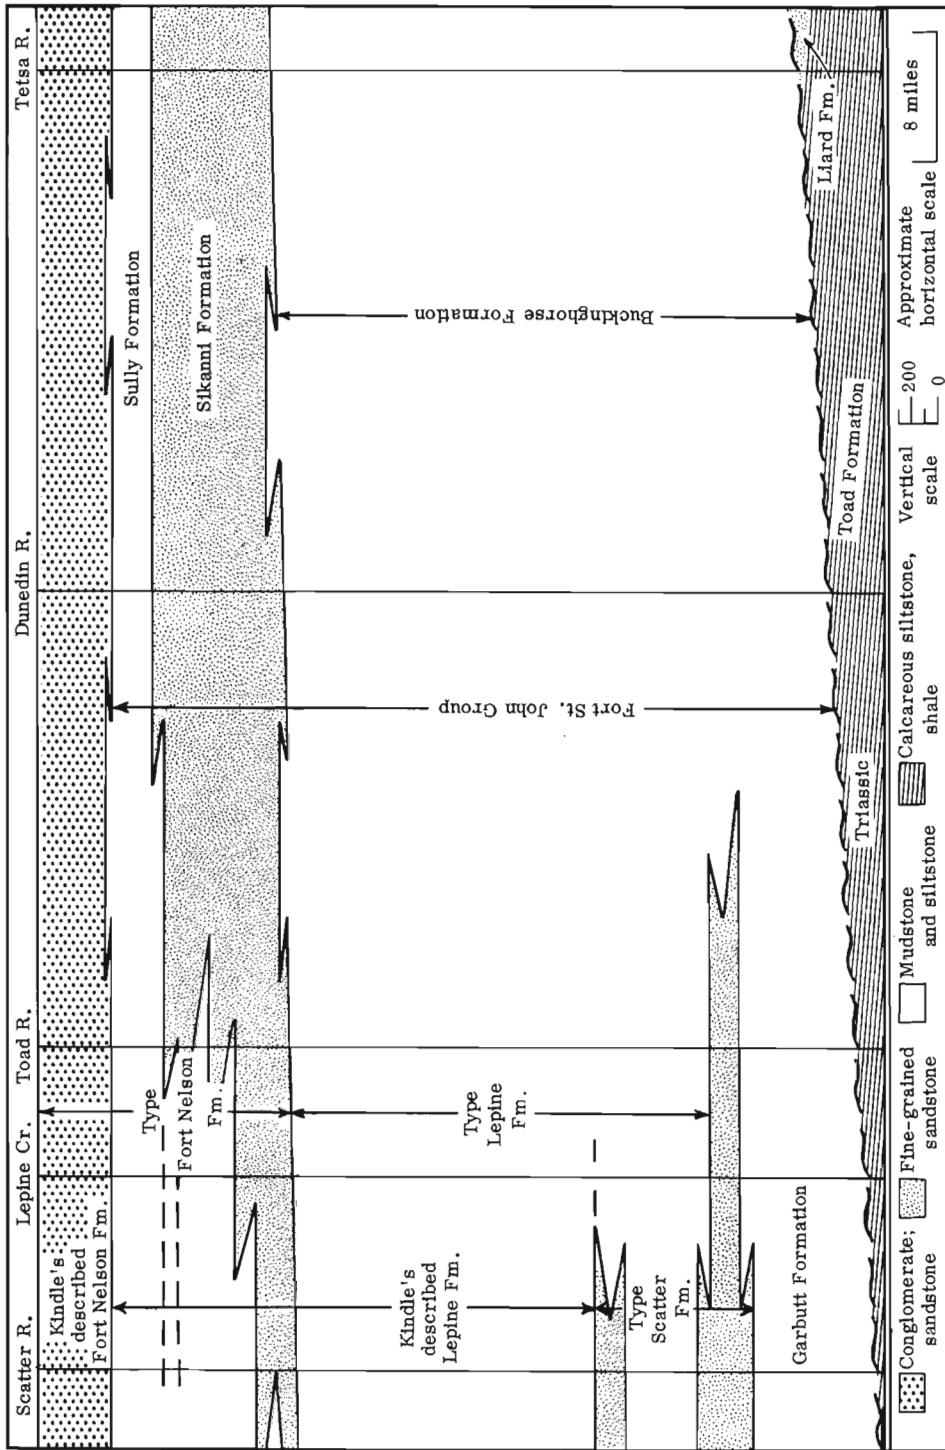 Scatter R.
Lepine Cr.
Toad R.
Dunedin R.
Tetsa R.
Kindle's
described
Fort Nelson Fm.
Type
Fort Nelson
Fm.
Sully Formation
Sikanni Formation
Kindle's
described
Lepine Fm.
Type
Lepine
Fm.
Fort St. John Group
Buckinghorse Formation
Type
Scatter
Fm.
Garbutt Formation
Triassic
Toad Formation
Liard Fm.
Conglomerate;
sandstone
Fine-grained
sandstone
Mudstone
and siltstone
Calcareous siltstone,
shale
Vertical
scale
200
0
Approximate
horizontal scale
8 miles